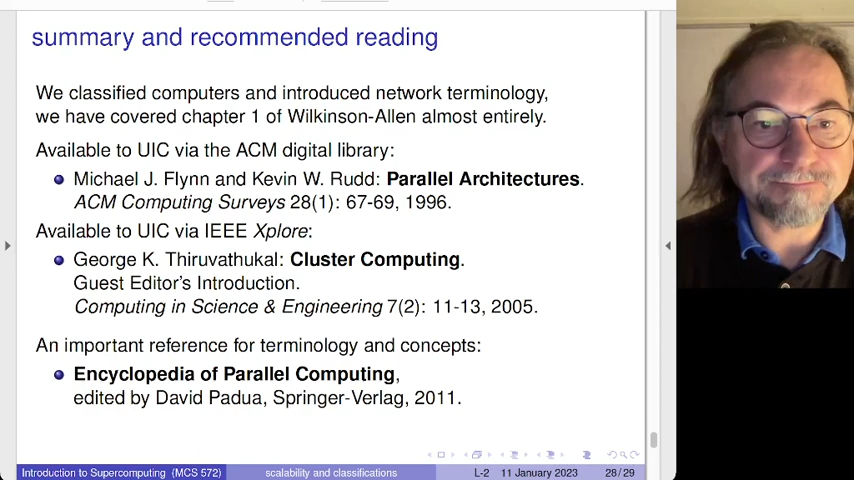 summary and recommended reading
We classified computers and introduced network terminology,
we have covered chapter 1 of Wilkinson-Allen almost entirely.
Available to UIC via the ACM digital library:
Michael J. Flynn and Kevin W. Rudd: Parallel Architectures.
ACM Computing Surveys 28(1): 67-69, 1996.
Available to UIC via IEEE Xplore:
George K. Thiruvathukal: Cluster Computing.
Guest Editor's Introduction.
Computing in Science & Engineering 7(2): 11-13, 2005.
An important reference for terminology and concepts:
Encyclopedia of Parallel Computing,
edited by David Padua, Springer-Verlag, 2011.
Introduction to Supercomputing (MCS 572) scalability and classifications L-2 11 January 2023 28/29